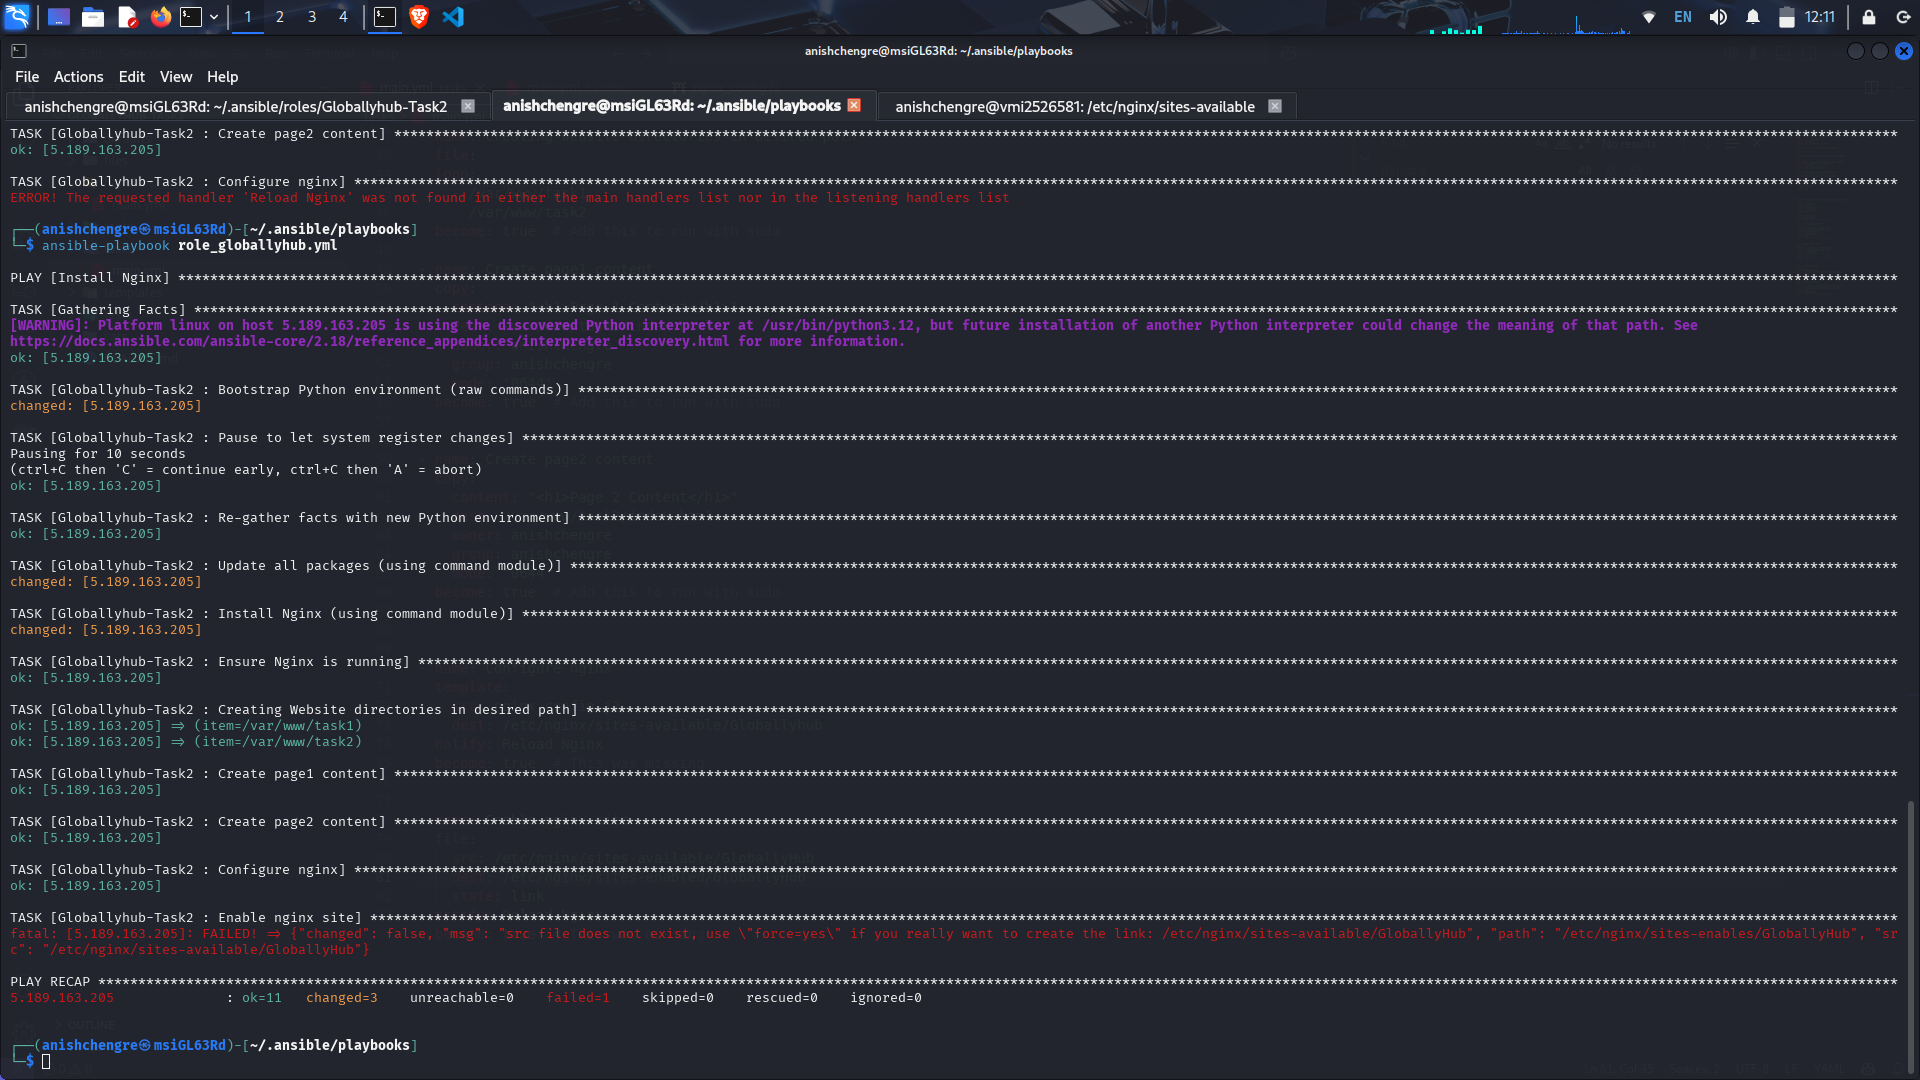 1 2 3 4 EN 12:11
anishchengre@msiGL63Rd: ~/.ansible/playbooks
File Actions Edit View Help
anishchengre@msiGL63Rd: ~/.ansible/roles/Globallyhub-Task2 anishchengre@msiGL63Rd: ~/.ansible/playbooks anishchengre@vmi2526581: /etc/nginx/sites-available
TASK [Globallyhub-Task2 : Create page2 content] ****
ok: [5.189.163.205]
TASK [Globallyhub-Task2 : Configure nginx] ****
ERROR! The requested handler 'Reload Nginx' was not found in either the main handlers list nor in the listening handlers list
┌──(anishchengre㉿msiGL63Rd)-[~/.ansible/playbooks]
└─$ ansible-playbook role_globallyhub.yml
PLAY [Install Nginx] ****
TASK [Gathering Facts] ****
[WARNING]: Platform linux on host 5.189.163.205 is using the discovered Python interpreter at /usr/bin/python3.12, but future installation of another Python interpreter could change the meaning of that path. See
https://docs.ansible.com/ansible-core/2.18/reference_appendices/interpreter_discovery.html for more information.
ok: [5.189.163.205]
TASK [Globallyhub-Task2 : Bootstrap Python environment (raw commands)] ****
changed: [5.189.163.205]
TASK [Globallyhub-Task2 : Pause to let system register changes] ****
Pausing for 10 seconds
(ctrl+C then 'C' = continue early, ctrl+C then 'A' = abort)
ok: [5.189.163.205]
TASK [Globallyhub-Task2 : Re-gather facts with new Python environment] ****
ok: [5.189.163.205]
TASK [Globallyhub-Task2 : Update all packages (using command module)] ****
changed: [5.189.163.205]
TASK [Globallyhub-Task2 : Install Nginx (using command module)] ****
changed: [5.189.163.205]
TASK [Globallyhub-Task2 : Ensure Nginx is running] ****
ok: [5.189.163.205]
TASK [Globallyhub-Task2 : Creating Website directories in desired path] ****
ok: [5.189.163.205] => (item=/var/www/task1)
ok: [5.189.163.205] => (item=/var/www/task2)
TASK [Globallyhub-Task2 : Create page1 content] ****
ok: [5.189.163.205]
TASK [Globallyhub-Task2 : Create page2 content] ****
ok: [5.189.163.205]
TASK [Globallyhub-Task2 : Configure nginx] ****
ok: [5.189.163.205]
TASK [Globallyhub-Task2 : Enable nginx site] ****
fatal: [5.189.163.205]: FAILED! => {"changed": false, "msg": "src file does not exist, use \"force=yes\" if you really want to create the link: /etc/nginx/sites-available/GloballyHub", "path": "/etc/nginx/sites-enables/GloballyHub", "sr
c": "/etc/nginx/sites-available/GloballyHub"}
PLAY RECAP ****
5.189.163.205 : ok=11 changed=3 unreachable=0 failed=1 skipped=0 rescued=0 ignored=0
┌──(anishchengre㉿msiGL63Rd)-[~/.ansible/playbooks]
└─$